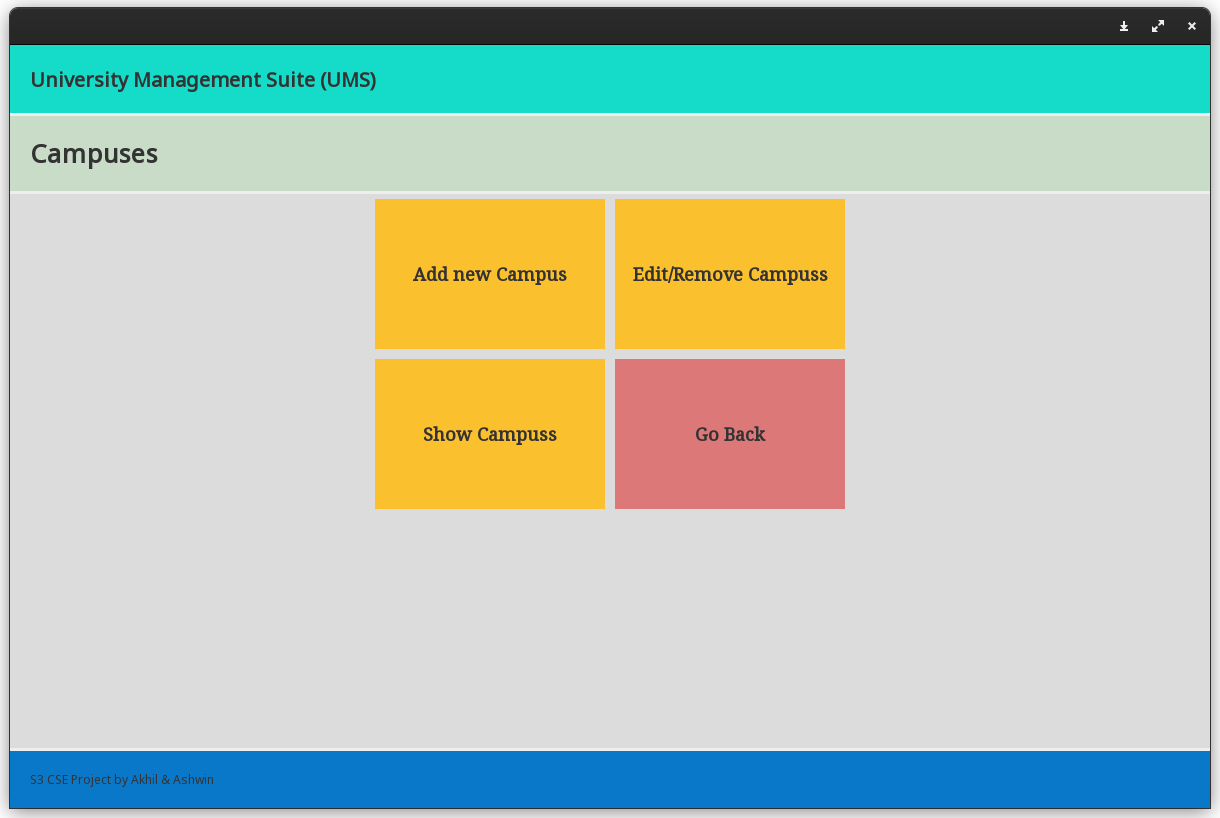 University Management Suite (UMS)
Campuses
Add new Campus
Edit/Remove Campuss
Show Campuss
Go Back
S3 CSE Project by Akhil & Ashwin